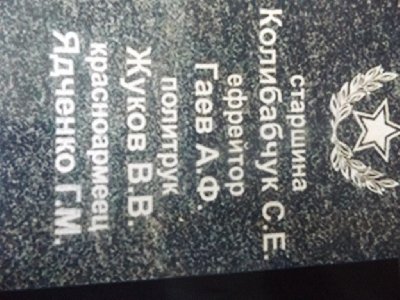 старшина
Колибабчук С.Е.
ефрейтор
Гаев А.Ф.
политрук
Жуков В.В.
красноармеец
Ядченко Г.М.